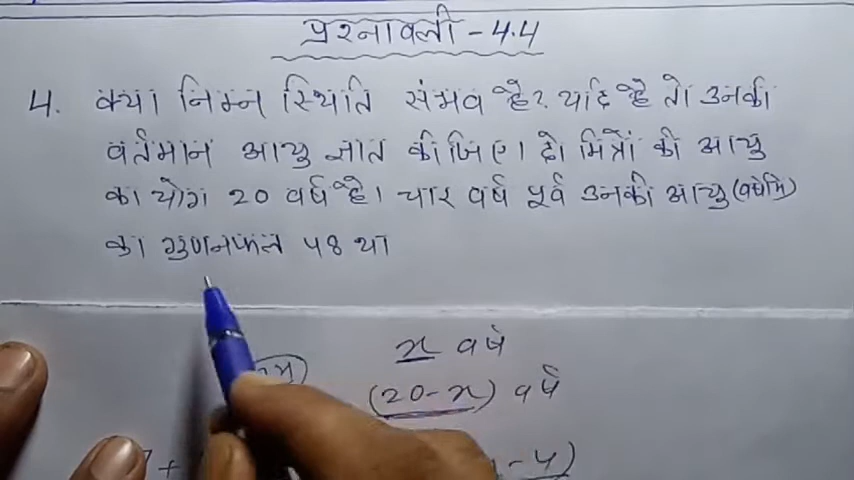 प्रश्नावली - 4.4
4. क्या निम्न स्थिति संभव है? यदि है तो उनकी
वर्तमान आयु ज्ञात कीजिए। दो मित्रों की आयु
का योग 20 वर्ष है। चार वर्ष पूर्व उनकी आयु (वर्षोंमें)
का गुणनफल 48 था
x वर्ष
(20-x) वर्ष
- 4)